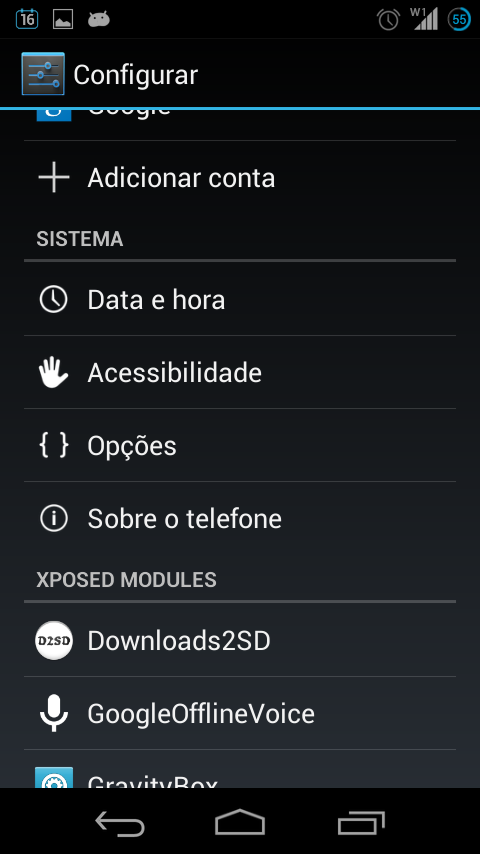 16
W1
55
Configurar
Google
Adicionar conta
SISTEMA
Data e hora
Acessibilidade
Opções
Sobre o telefone
XPOSED MODULES
D2SD
Downloads2SD
GoogleOfflineVoice
GravityBox